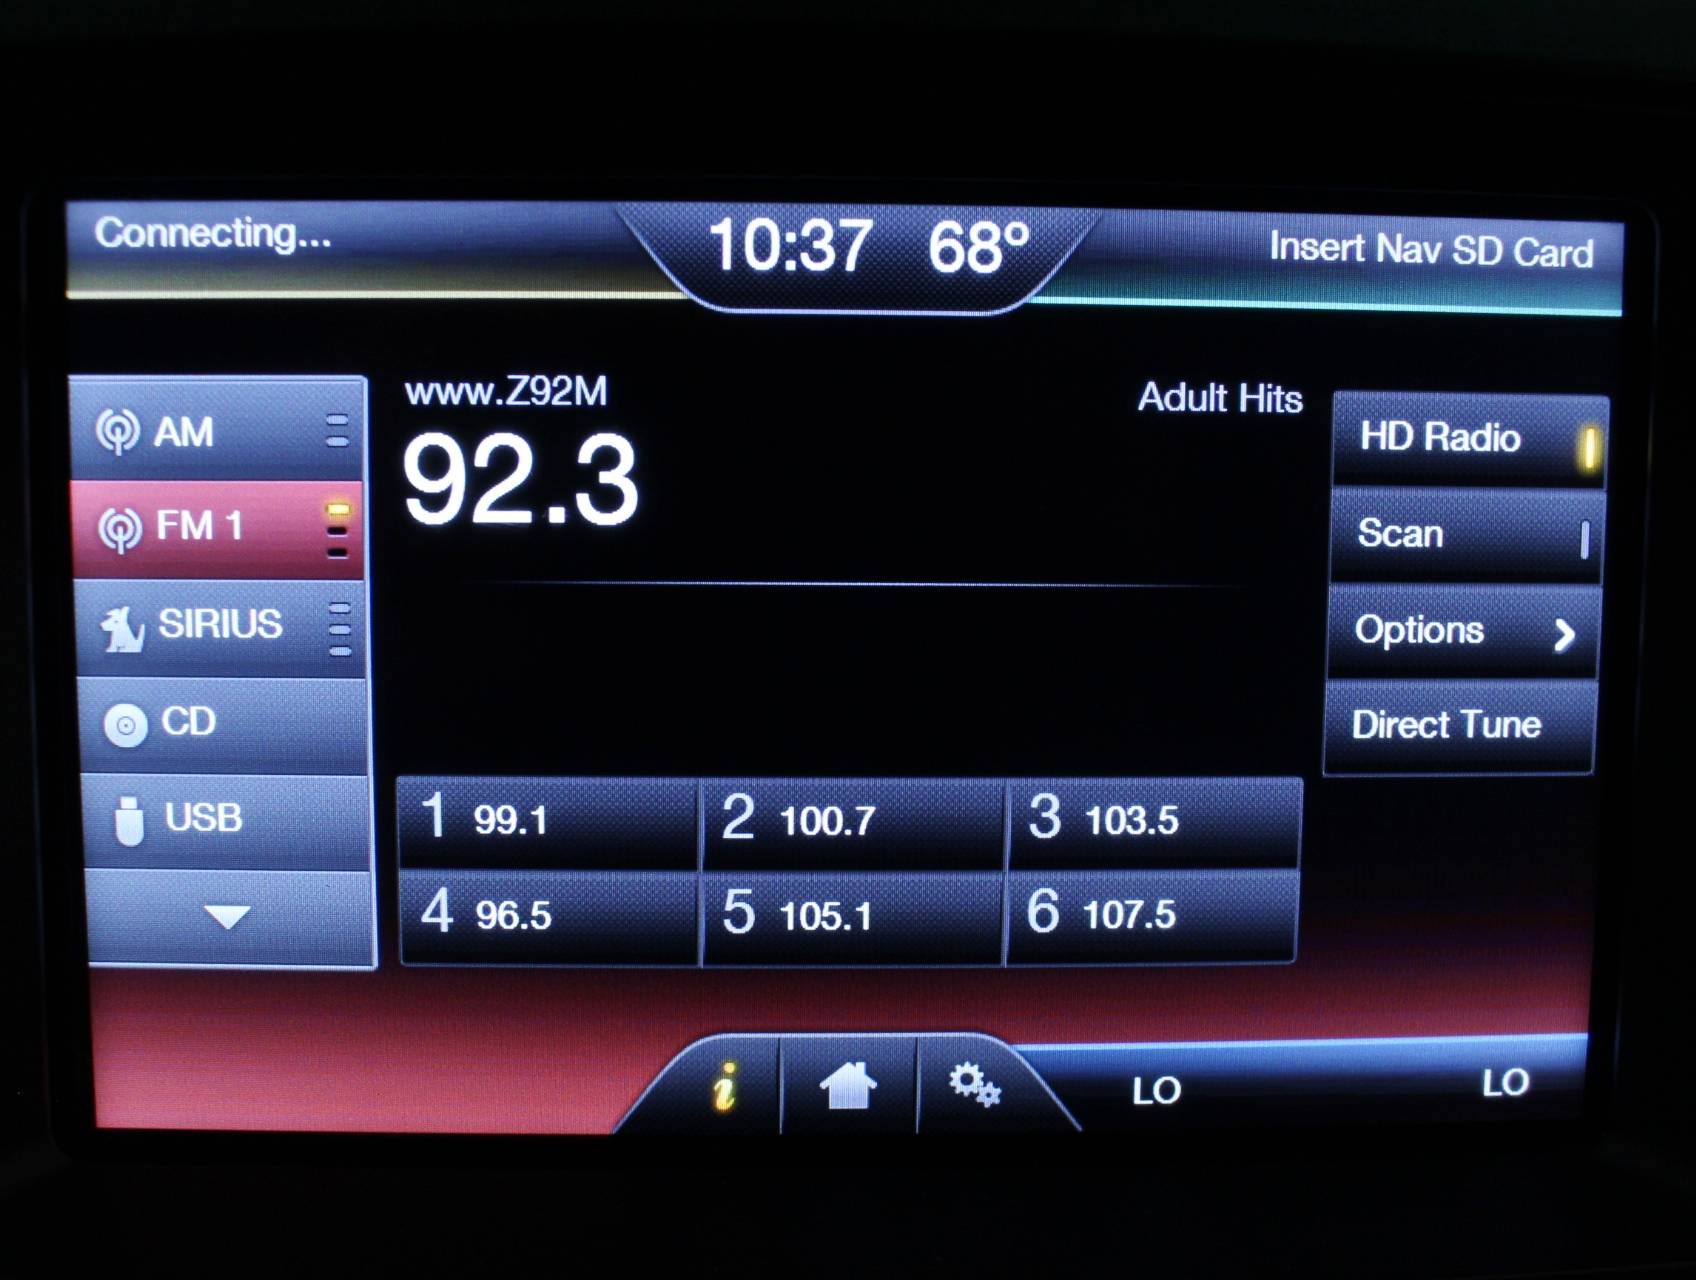 Connecting...
10:37 68°
Insert Nav SD Card
AM
FM 1
SIRIUS
CD
USB
www.Z92M
Adult Hits
92.3
HD Radio
Scan
Options
Direct Tune
1 99.1
2 100.7
3 103.5
4 96.5
5 105.1
6 107.5
i
LO
LO